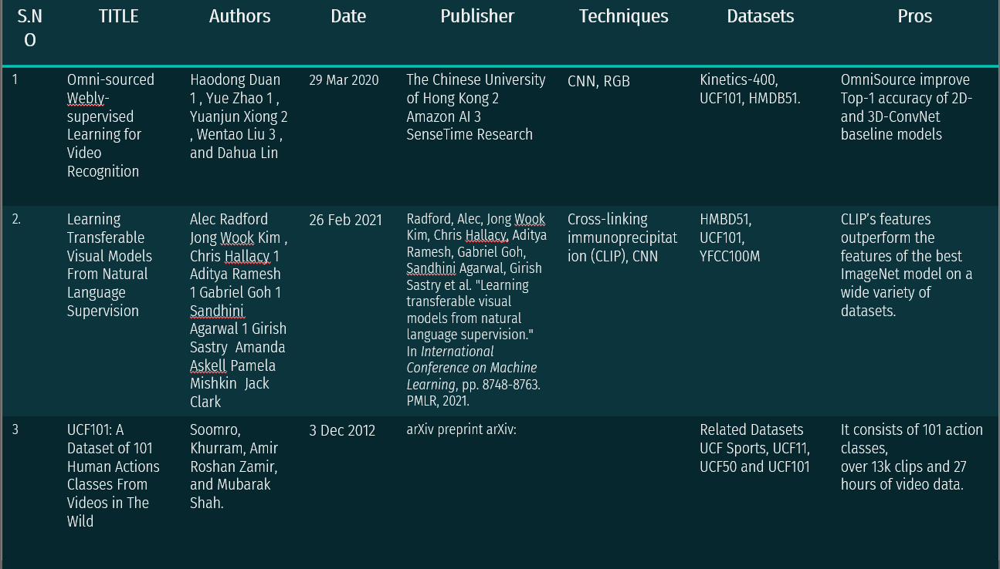 S.N
O
TITLE
Authors
Date
Publisher
Techniques
Datasets
Pros
1
Omni-sourced
Webly-
supervised
Learning for
Video
Recognition
Haodong Duan
1 , Yue Zhao 1 ,
Yuanjun Xiong 2
, Wentao Liu 3 ,
and Dahua Lin
29 Mar 2020
The Chinese University
of Hong Kong 2
Amazon AI 3
SenseTime Research
CNN, RGB
Kinetics-400,
UCF101, HMDB51.
OmniSource improve
Top-1 accuracy of 2D-
and 3D-ConvNet
baseline models
2.
Learning
Transferable
Visual Models
From Natural
Language
Supervision
Alec Radford
Jong Wook Kim ,
Chris Hallacy 1
Aditya Ramesh
1 Gabriel Goh 1
Sandhini
Agarwal 1 Girish
Sastry  Amanda
Askell Pamela
Mishkin  Jack
Clark
26 Feb 2021
Radford, Alec, Jong Wook
Kim, Chris Hallacy, Aditya
Ramesh, Gabriel Goh,
Sandhini Agarwal, Girish
Sastry et al. "Learning
transferable visual
models from natural
language supervision."
In International
Conference on Machine
Learning, pp. 8748-8763.
PMLR, 2021.
Cross-linking
immunoprecipitat
ion (CLIP), CNN
HMBD51,
UCF101,
YFCC100M
CLIP’s features
outperform the
features of the best
ImageNet model on a
wide variety of
datasets.
3
UCF101: A
Dataset of 101
Human Actions
Classes From
Videos in The
Wild
Soomro,
Khurram, Amir
Roshan Zamir,
and Mubarak
Shah.
3 Dec 2012
arXiv preprint arXiv:
Related Datasets
UCF Sports, UCF11,
UCF50 and UCF101
It consists of 101 action
classes,
over 13k clips and 27
hours of video data.